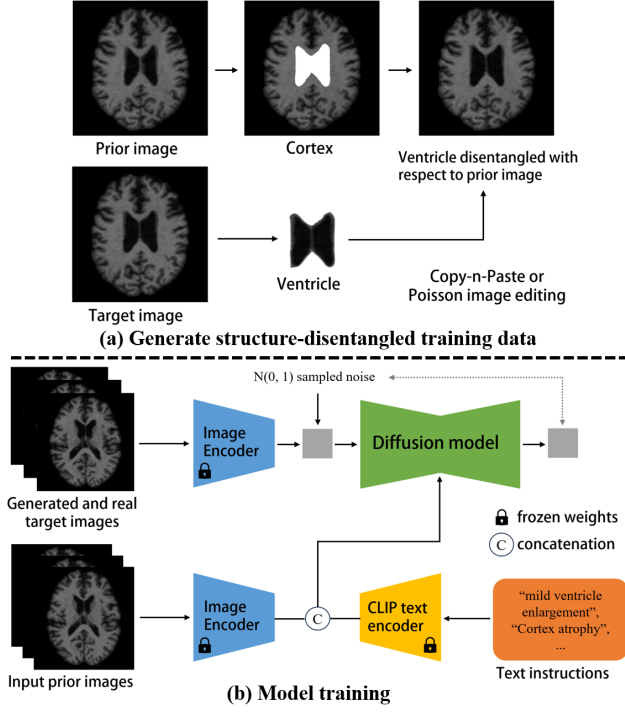 Prior image
Cortex
Ventricle disentangled with
respect to prior image
Target image
Ventricle
Copy-n-Paste or
Poisson image editing
(a) Generate structure-disentangled training data
N(0, 1) sampled noise
Image
Encoder
Diffusion model
Generated and real
target images
frozen weights
C concatenation
Image
Encoder
C
CLIP text
encoder
“mild ventricle
enlargement”,
“Cortex atrophy”,
...
Input prior images
Text instructions
(b) Model training